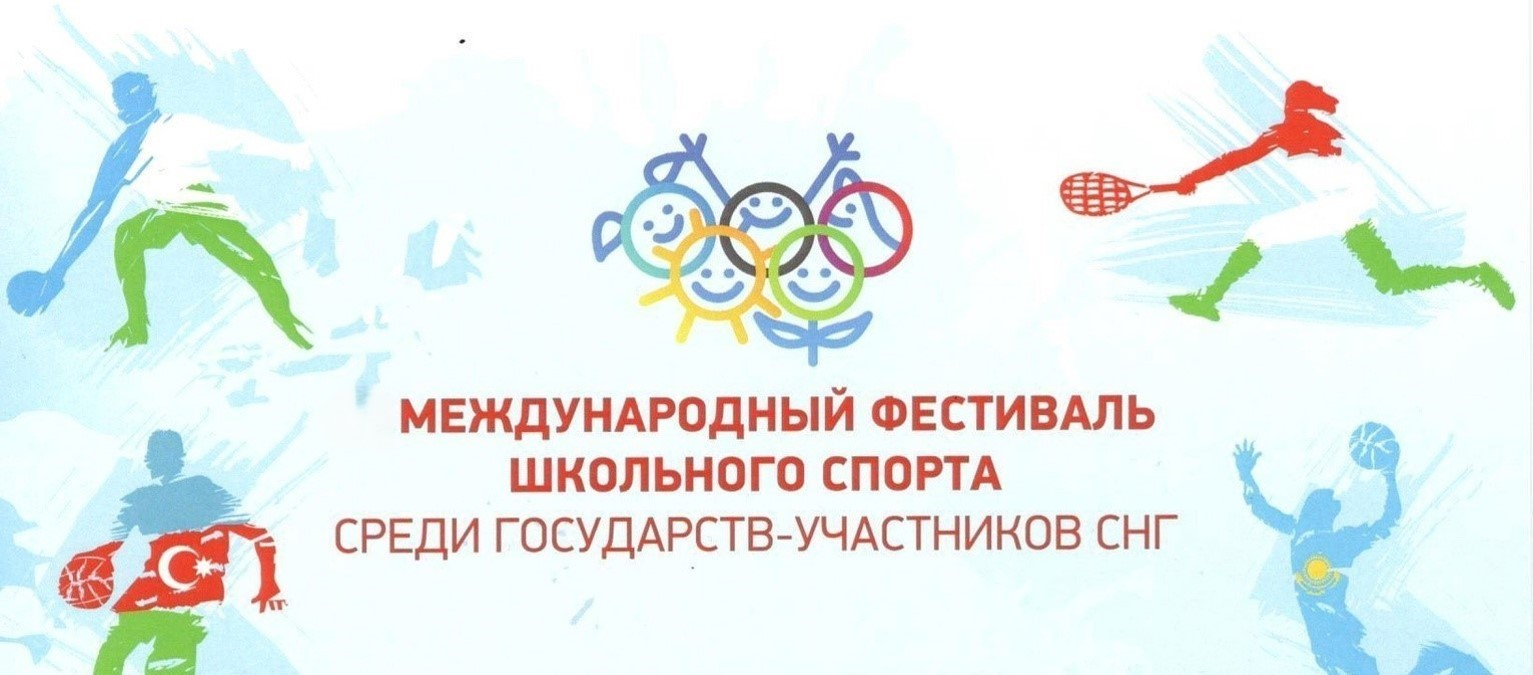 МЕЖДУНАРОДНЫЙ ФЕСТИВАЛЬ
ШКОЛЬНОГО СПОРТА
СРЕДИ ГОСУДАРСТВ-УЧАСТНИКОВ СНГ